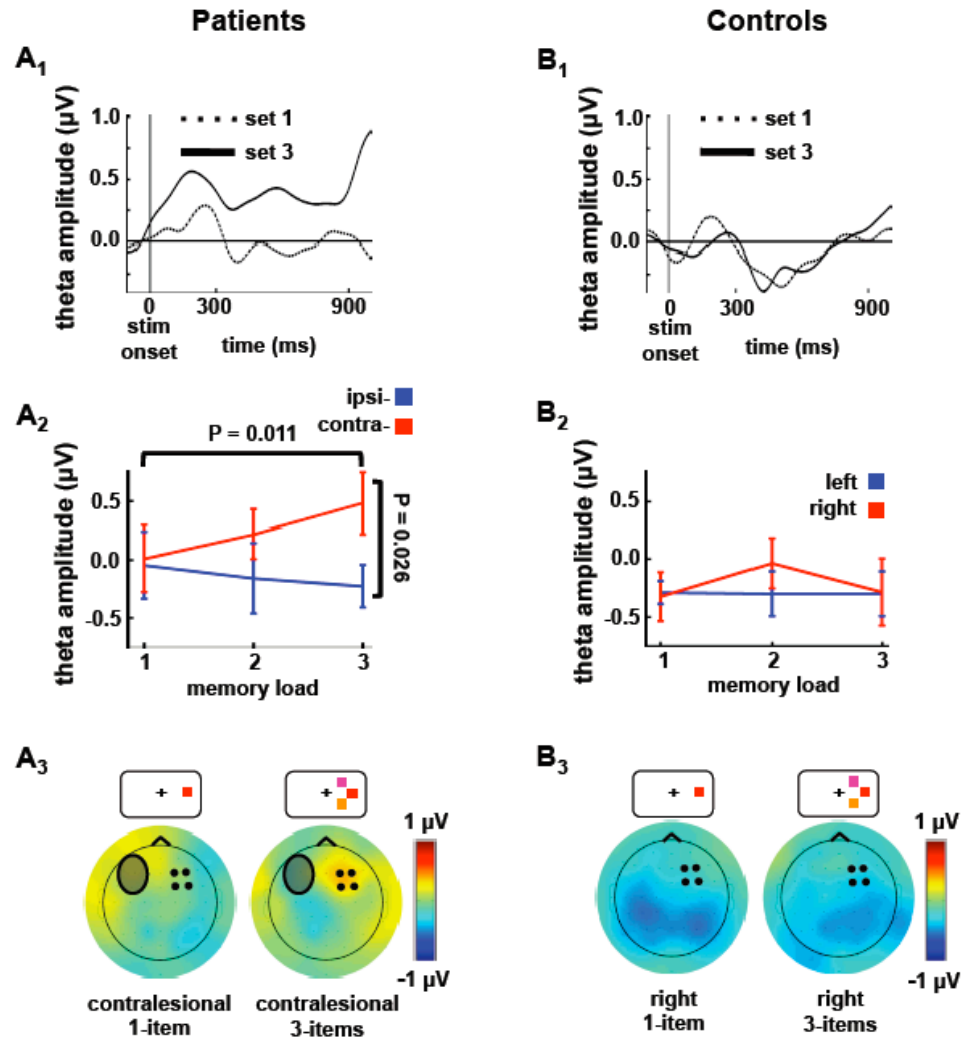 Patients
Controls
A1
theta amplitude (µV)
1.0
0.5
0.0
set 1
set 3
0
300
900
stim
onset
time (ms)
B1
theta amplitude (µV)
1.0
0.5
0.0
set 1
set 3
0
300
900
stim
onset
time (ms)
A2
ipsi-
contra-
P = 0.011
P = 0.026
theta amplitude (µV)
0.5
0.0
-0.5
1
2
3
memory load
B2
left
right
theta amplitude (µV)
0.5
0.0
-0.5
1
2
3
memory load
A3
+
+
1 µV
-1 µV
contralesional
1-item
contralesional
3-items
B3
+
+
1 µV
-1 µV
right
1-item
right
3-items